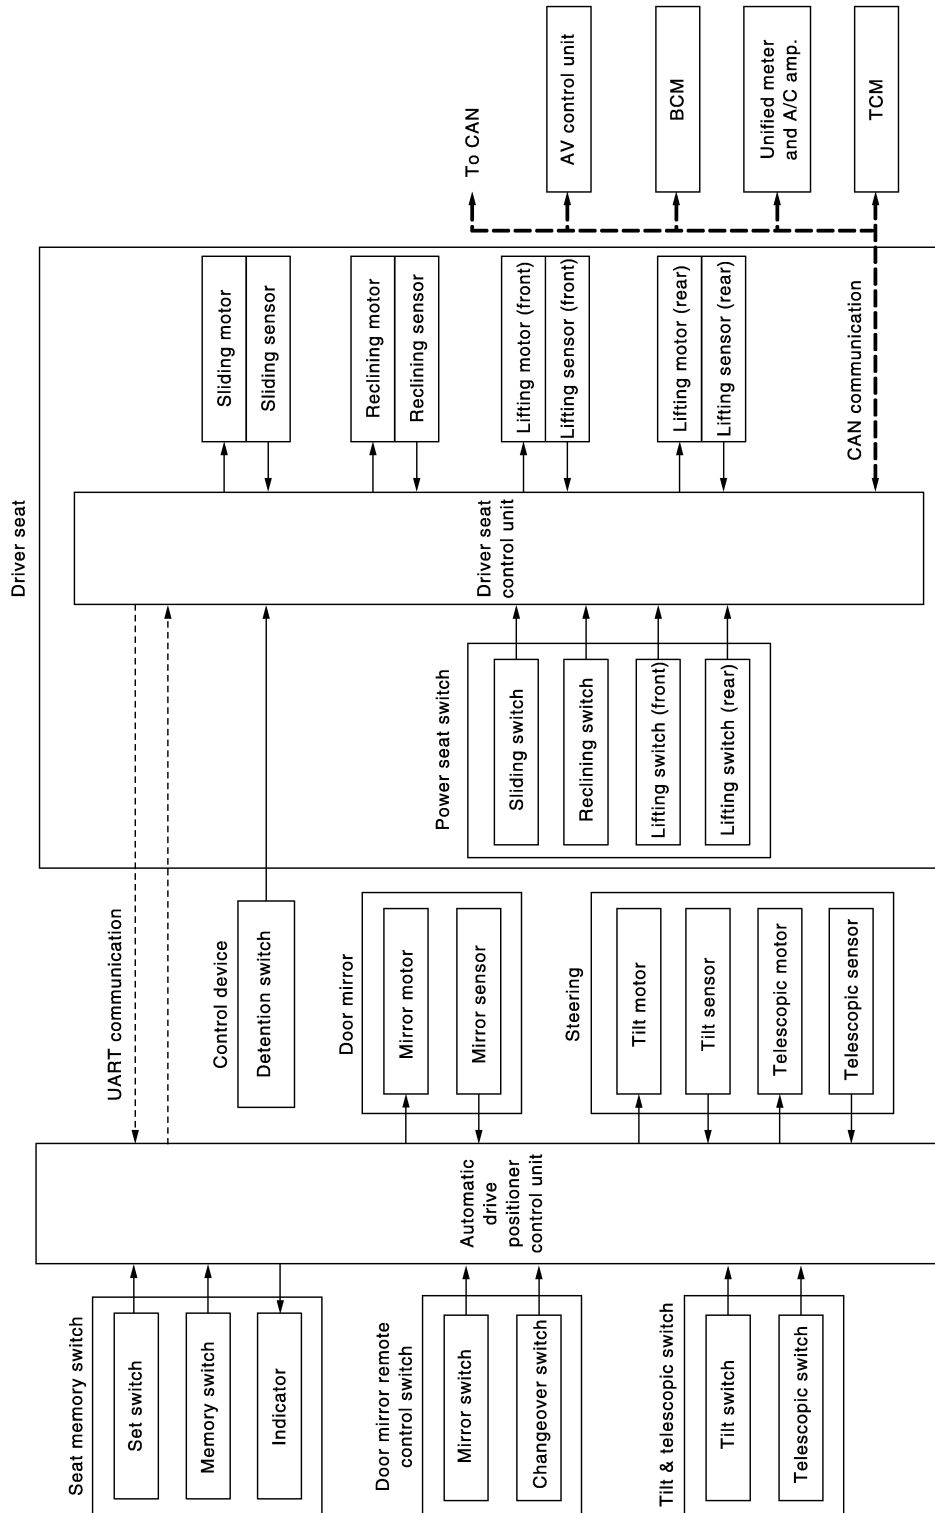 Seat memory switch
Set switch
Memory switch
Indicator
Door mirror remote
control switch
Mirror switch
Changeover switch
Tilt & telescopic switch
Tilt switch
Telescopic switch
Automatic
drive
positioner
control unit
UART communication
Control device
Detention switch
Door mirror
Mirror motor
Mirror sensor
Steering
Tilt motor
Tilt sensor
Telescopic motor
Telescopic sensor
Driver seat
Power seat switch
Sliding switch
Reclining switch
Lifting switch (front)
Lifting switch (rear)
Driver seat
control unit
Sliding motor
Sliding sensor
Reclining motor
Reclining sensor
Lifting motor (front)
Lifting sensor (front)
Lifting motor (rear)
Lifting sensor (rear)
CAN communication
To CAN
AV control unit
BCM
Unified meter
and A/C amp.
TCM